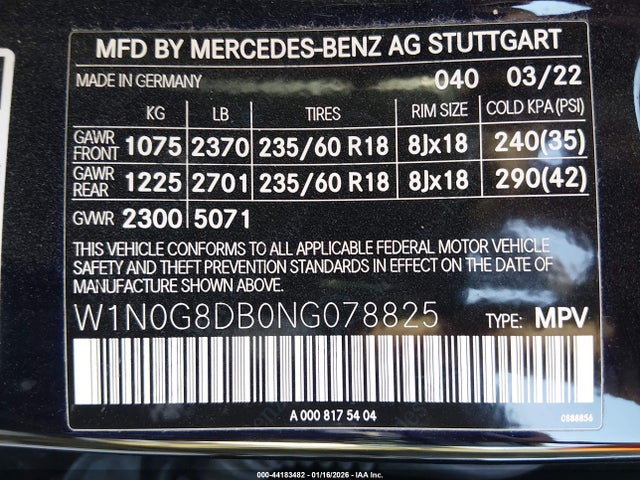 MFD BY MERCEDES-BENZ AG STUTTGART
MADE IN GERMANY 040 03/22
KG LB TIRES RIM SIZE COLD KPA(PSI)
GAWR FRONT 1075 2370 235/60 R18 8Jx18 240(35)
GAWR REAR 1225 2701 235/60 R18 8Jx18 290(42)
GVWR 2300 5071
THIS VEHICLE CONFORMS TO ALL APPLICABLE FEDERAL MOTOR VEHICLE
SAFETY AND THEFT PREVENTION STANDARDS IN EFFECT ON THE DATE
OF MANUFACTURE SHOWN ABOVE.
W1N0G8DB0NG078825 TYPE: MPV
A 000 817 54 04
0888856
000-44183482 - 01/16/2026 - IAA Inc.